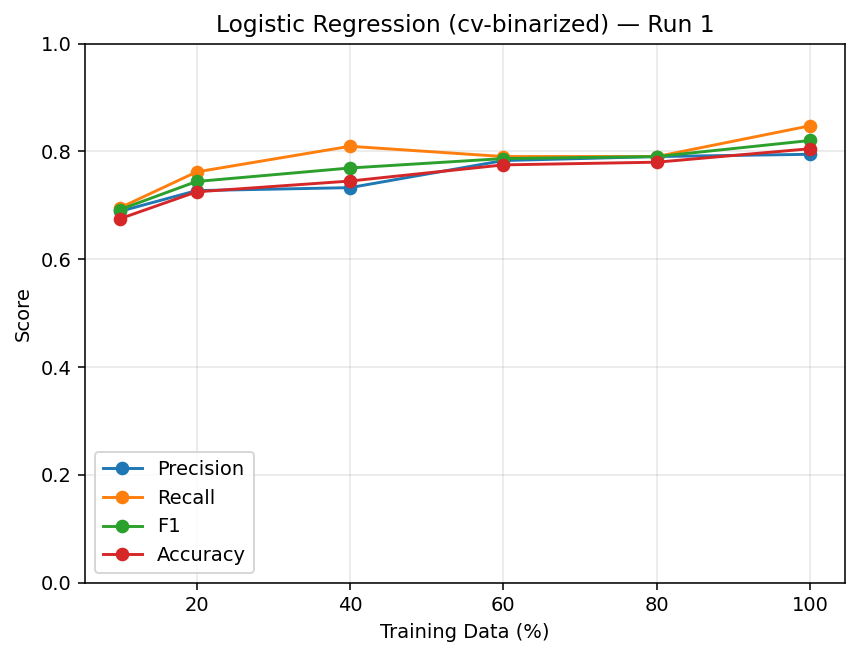 Logistic Regression (cv-binarized) — Run 1
Score
1.0
0.8
0.6
0.4
0.2
0.0
Precision
Recall
F1
Accuracy
20 40 60 80 100
Training Data (%)